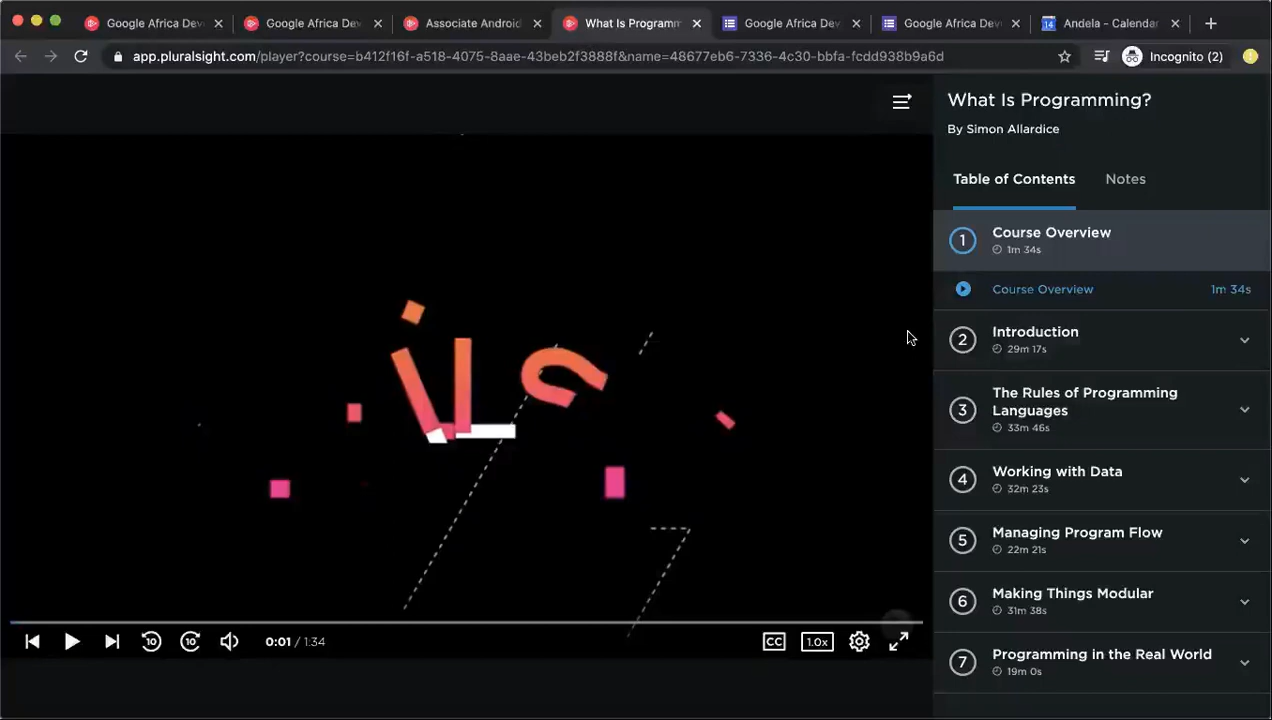 Google Africa Dev
Google Africa Dev
Associate Android
What Is Programm
Google Africa Dev
Google Africa Dev
14
Andela - Calendar
app.pluralsight.com/player?course=b412f16f-a518-4075-8aae-43beb2f3888f&name=48677eb6-7336-4c30-bbfa-fcdd938b9a6d
Incognito (2)
What Is Programming?
By Simon Allardice
Table of Contents
Notes
1
Course Overview
1m 34s
Course Overview
1m 34s
2
Introduction
29m 17s
3
The Rules of Programming
Languages
33m 46s
4
Working with Data
32m 23s
5
Managing Program Flow
22m 21s
6
Making Things Modular
31m 38s
7
Programming in the Real World
19m 0s
10
10
0:01 / 1:34
CC
1.0x